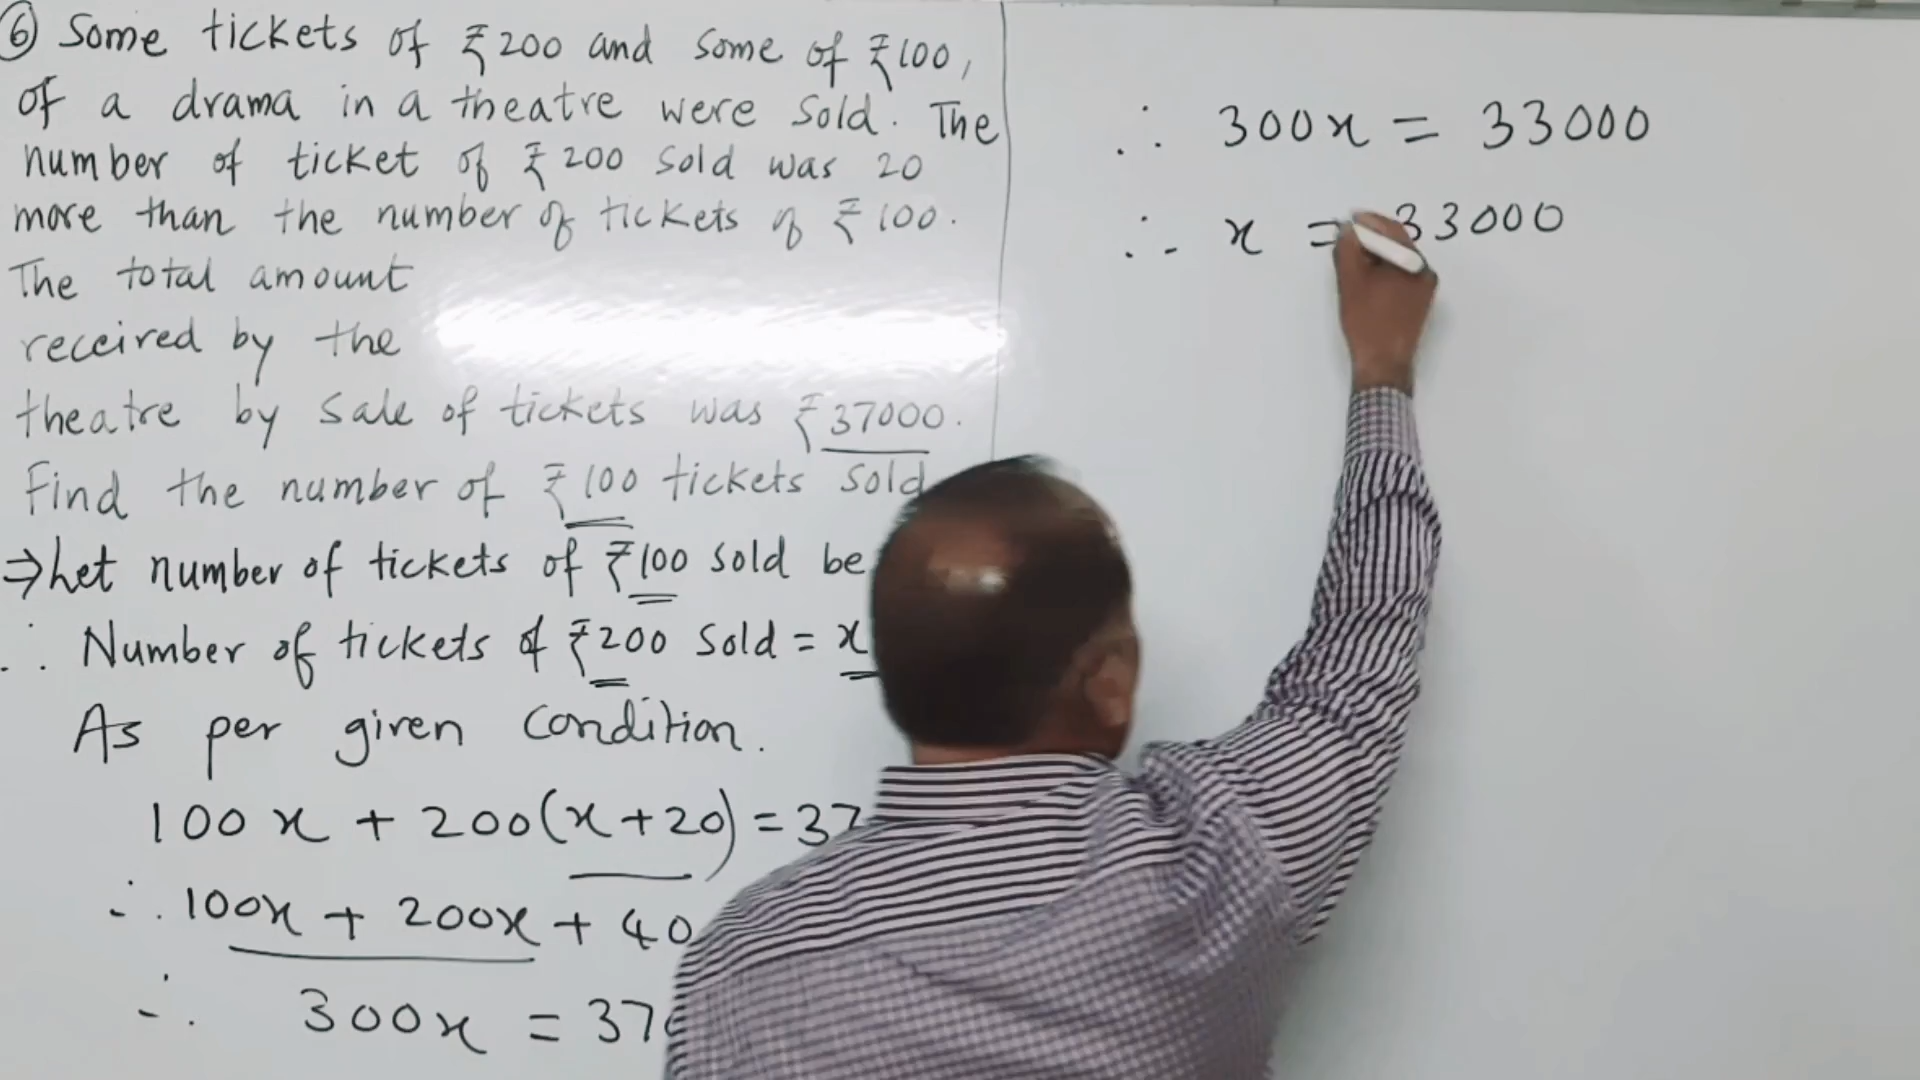 ⑥ Some tickets of ₹200 and some of ₹100,
of a drama in a theatre were sold. The
number of ticket of ₹200 sold was 20
more than the number of tickets of ₹100.
The total amount
received by the
theatre by sale of tickets was ₹37000.
Find the number of ₹100 tickets sold
⇒ Let number of tickets of ₹100 sold be
∴ Number of tickets of ₹200 sold = x
As per given condition.
100x + 200(x+20) = 37
∴ 100x + 200x + 40
∴ 300x = 37
∴ 300x = 33000
∴ x = 33000